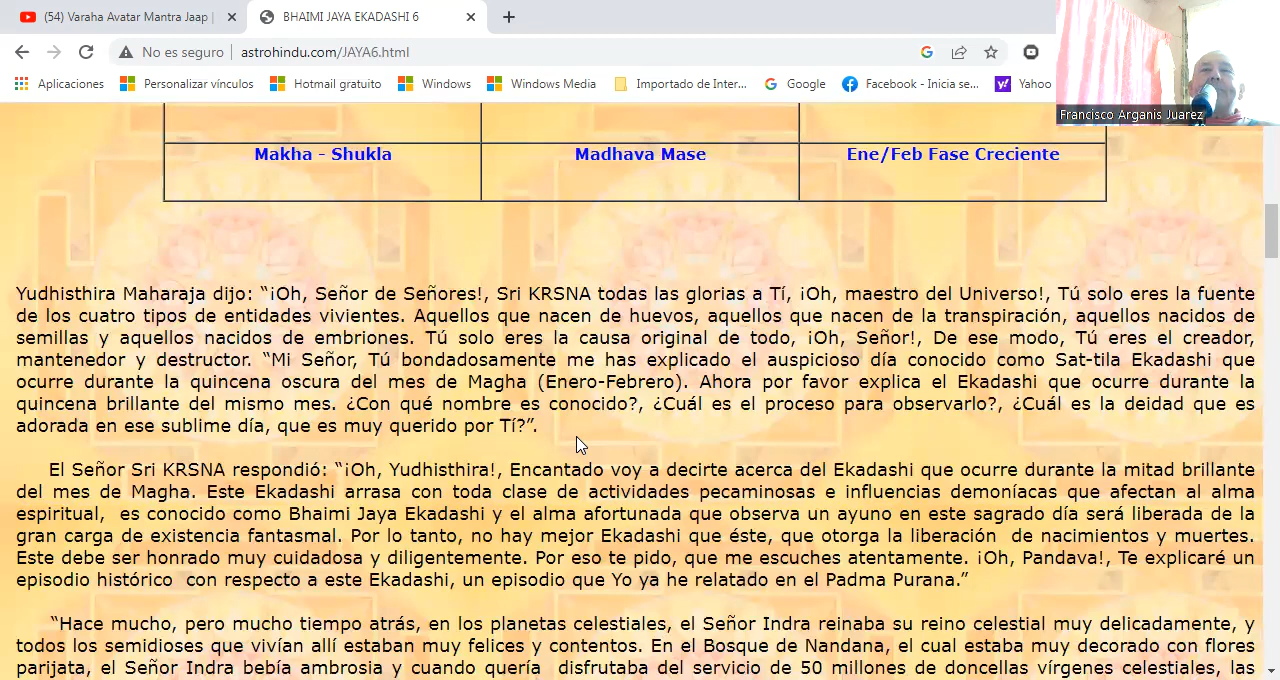 (54) Varaha Avatar Mantra Jaap |
BHAIMI JAYA EKADASHI 6
No es seguro | astrohindu.com/JAYA6.html
Aplicaciones Personalizar vínculos Hotmail gratuito Windows Windows Media Importado de Inter... Google Facebook - Inicia se... Yahoo
Francisco Arganis Juarez
Makha - Shukla Madhava Mase Ene/Feb Fase Creciente
Yudhisthira Maharaja dijo: “¡Oh, Señor de Señores!, Sri KRSNA todas las glorias a Tí, ¡Oh, maestro del Universo!, Tú solo eres la fuente
de los cuatro tipos de entidades vivientes. Aquellos que nacen de huevos, aquellos que nacen de la transpiración, aquellos nacidos de
semillas y aquellos nacidos de embriones. Tú solo eres la causa original de todo, ¡Oh, Señor!, De ese modo, Tú eres el creador,
mantenedor y destructor. “Mi Señor, Tú bondadosamente me has explicado el auspicioso día conocido como Sat-tila Ekadashi que
ocurre durante la quincena oscura del mes de Magha (Enero-Febrero). Ahora por favor explica el Ekadashi que ocurre durante la
quincena brillante del mismo mes. ¿Con qué nombre es conocido?, ¿Cuál es el proceso para observarlo?, ¿Cuál es la deidad que es
adorada en ese sublime día, que es muy querido por Tí?”.
El Señor Sri KRSNA respondió: “¡Oh, Yudhisthira!, Encantado voy a decirte acerca del Ekadashi que ocurre durante la mitad brillante
del mes de Magha. Este Ekadashi arrasa con toda clase de actividades pecaminosas e influencias demoníacas que afectan al alma
espiritual, es conocido como Bhaimi Jaya Ekadashi y el alma afortunada que observa un ayuno en este sagrado día será liberada de la
gran carga de existencia fantasmal. Por lo tanto, no hay mejor Ekadashi que éste, que otorga la liberación de nacimientos y muertes.
Este debe ser honrado muy cuidadosa y diligentemente. Por eso te pido, que me escuches atentamente. ¡Oh, Pandava!, Te explicaré un
episodio histórico con respecto a este Ekadashi, un episodio que Yo ya he relatado en el Padma Purana.”
“Hace mucho, pero mucho tiempo atrás, en los planetas celestiales, el Señor Indra reinaba su reino celestial muy delicadamente, y
todos los semidioses que vivían allí estaban muy felices y contentos. En el Bosque de Nandana, el cual estaba muy decorado con flores
parijata, el Señor Indra bebía ambrosia y cuando quería disfrutaba del servicio de 50 millones de doncellas vírgenes celestiales, las